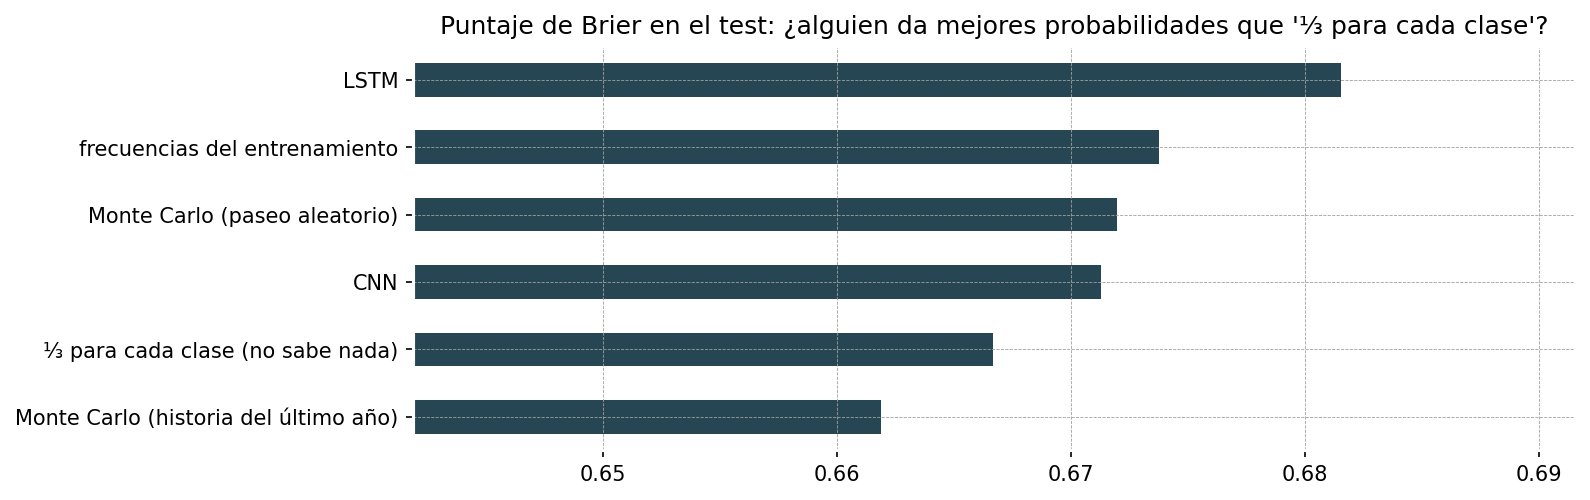 Puntaje de Brier en el test: ¿alguien da mejores probabilidades que '⅓ para cada clase'?
LSTM
frecuencias del entrenamiento
Monte Carlo (paseo aleatorio)
CNN
⅓ para cada clase (no sabe nada)
Monte Carlo (historia del último año)
0.65 0.66 0.67 0.68 0.69